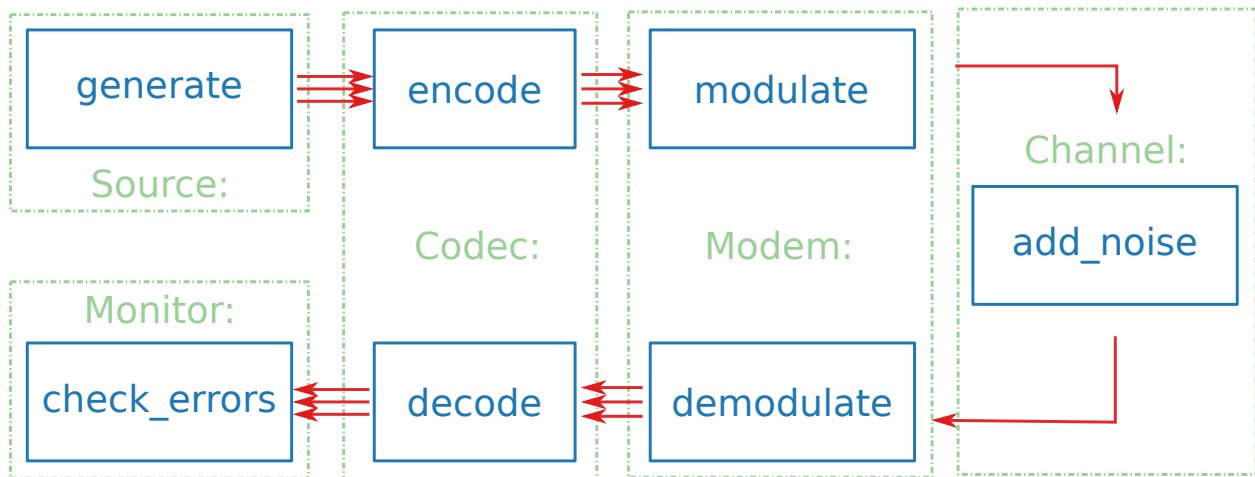 generate
encode
modulate
Source:
Channel:
Codec:
Modem:
add_noise
Monitor:
check_errors
decode
demodulate